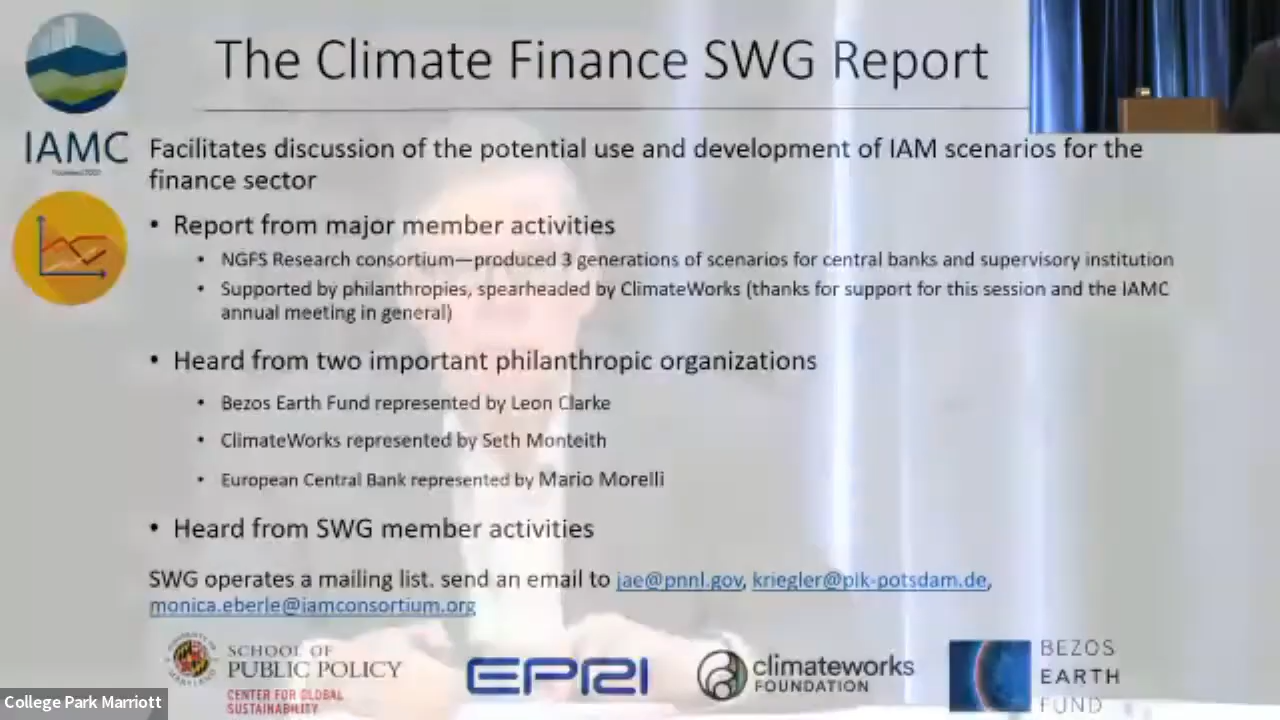 The Climate Finance SWG Report
IAMC
Facilitates discussion of the potential use and development of IAM scenarios for the
finance sector
• Report from major member activities
• NGFS Research consortium—produced 3 generations of scenarios for central banks and supervisory institution
• Supported by philanthropies, spearheaded by ClimateWorks (thanks for support for this session and the IAMC
annual meeting in general)
• Heard from two important philanthropic organizations
• Bezos Earth Fund represented by Leon Clarke
• ClimateWorks represented by Seth Monteith
• European Central Bank represented by Mario Morelli
• Heard from SWG member activities
SWG operates a mailing list. send an email to jae@pnnl.gov, kriegler@pik-potsdam.de,
monica.eberle@iamconsortium.org
SCHOOL OF
PUBLIC POLICY
CENTER FOR GLOBAL
SUSTAINABILITY
EPRI
climateworks
FOUNDATION
BEZOS
EARTH
FUND
College Park Marriott